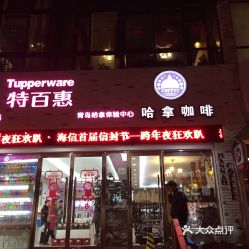 Tupperware
特百惠
青岛哈拿体验中心
哈拿咖啡
年夜狂欢趴 · 海信首届信封节—跨年夜狂欢趴
大众点评